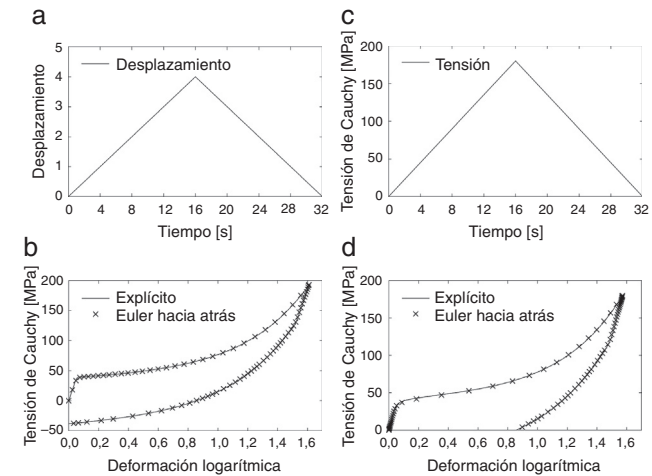 a
Desplazamiento
5
4
3
2
1
0
Desplazamiento
0 4 8 12 16 20 24 28 32
Tiempo [s]
c
Tensión de Cauchy [MPa]
200
150
100
50
0
Tensión
0 4 8 12 16 20 24 28 32
Tiempo [s]
b
Tensión de Cauchy [MPa]
200
150
100
50
0
−50
Explícito
Euler hacia atrás
0,0 0,2 0,4 0,6 0,8 1,0 1,2 1,4 1,6
Deformación logarítmica
d
Tensión de Cauchy [MPa]
200
150
100
50
0
Explícito
Euler hacia atrás
0,0 0,2 0,4 0,6 0,8 1,0 1,2 1,4 1,6
Deformación logarítmica